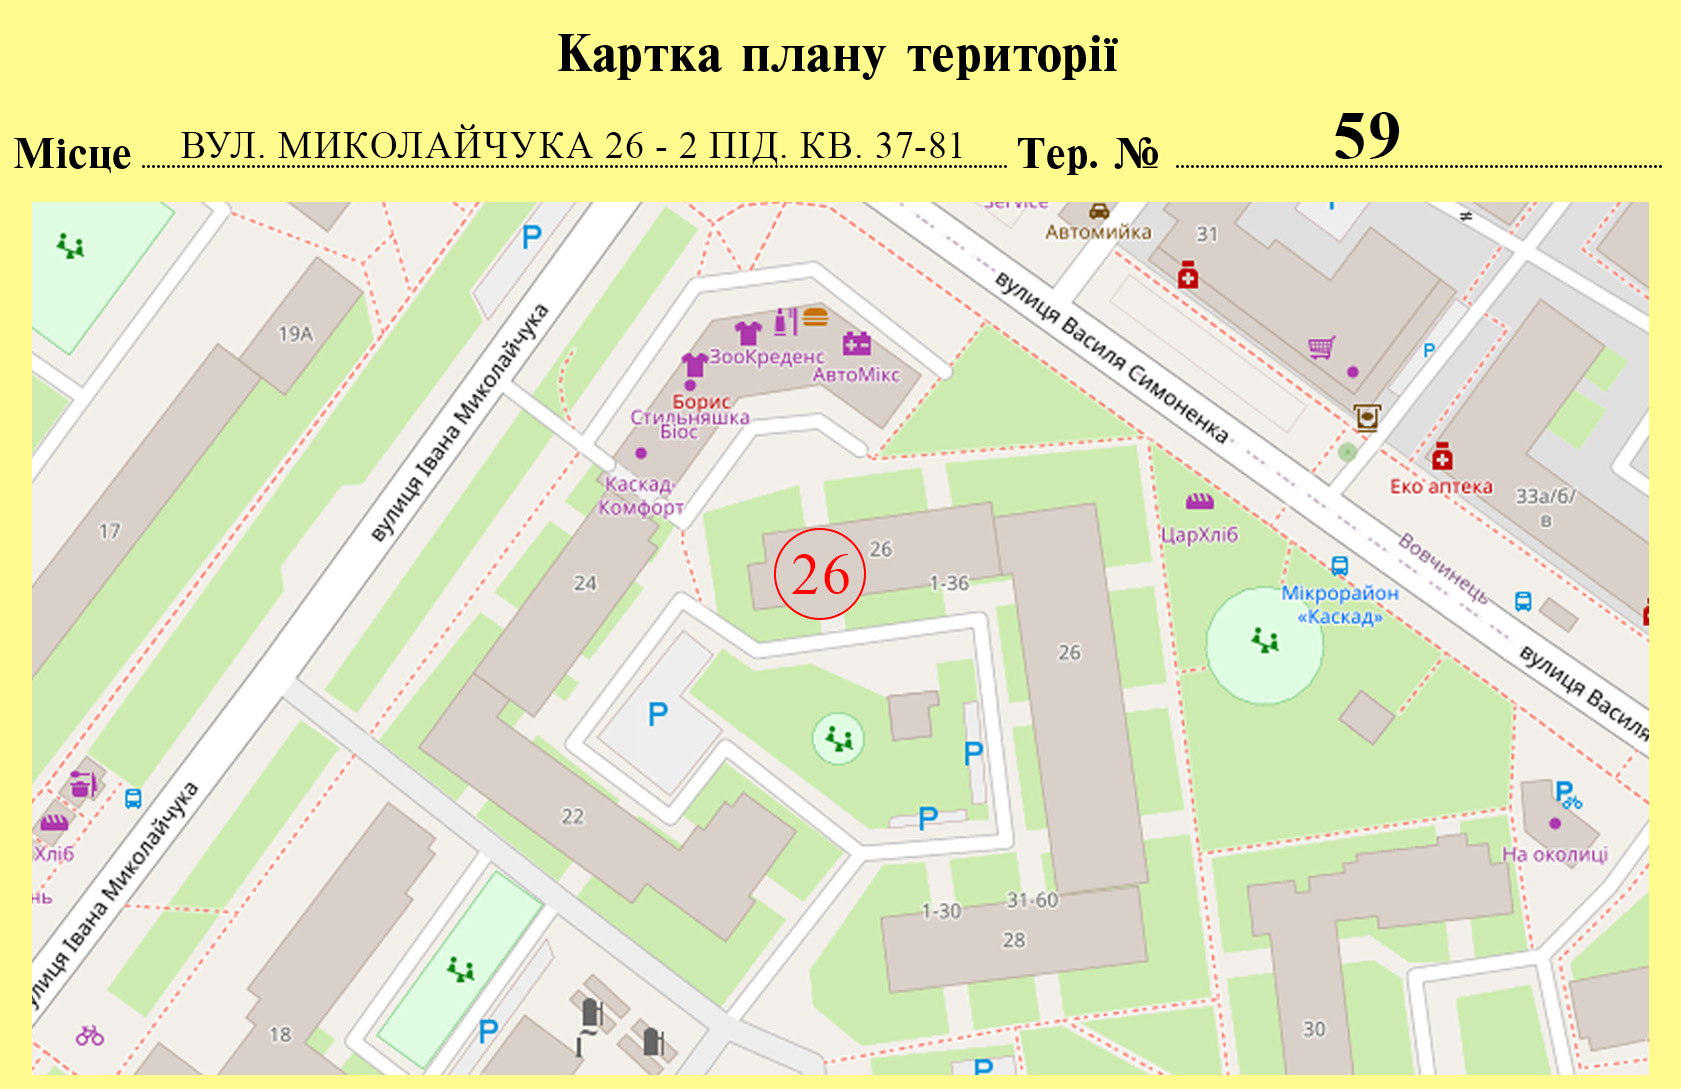 Картка плану території
Місце ВУЛ. МИКОЛАЙЧУКА 26 - 2 ПІД. КВ. 37-81 Тер. № 59
Service
P
Автомийка
31
P
19А
вулиця Івана Миколайчука
вулиця Василя Симоненка
ЗооКреденс
АвтоМікс
P
Борис
Стильняшка
Біос
Каскад-
Комфорт
Еко аптека
33а/б/
в
17
ЦарХліб
Вовчинець
24
26
26
1-36
Мікрорайон
«Каскад»
26
вулиця Василя
P
P
P
22
P
Хліб
На околиці
нь
вулиця Івана Миколайчука
1-30
31-60
28
18
P
30
P